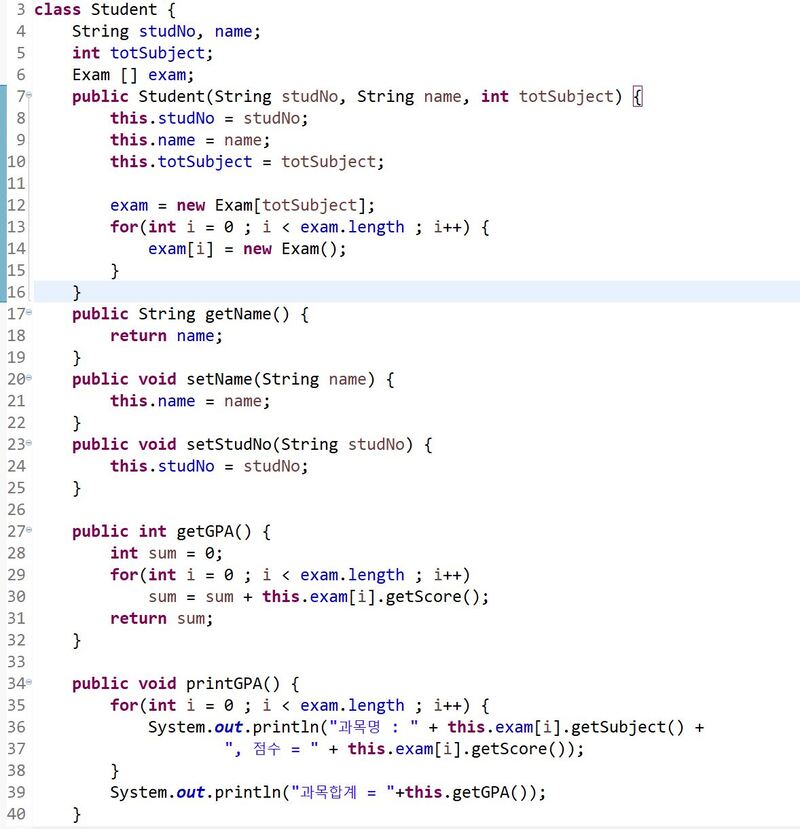 3 class Student {
4     String studNo, name;
5     int totSubject;
6     Exam [] exam;
7     public Student(String studNo, String name, int totSubject) {
8         this.studNo = studNo;
9         this.name = name;
10         this.totSubject = totSubject;
11
12         exam = new Exam[totSubject];
13         for(int i = 0 ; i < exam.length ; i++) {
14             exam[i] = new Exam();
15         }
16     }
17     public String getName() {
18         return name;
19     }
20     public void setName(String name) {
21         this.name = name;
22     }
23     public void setStudNo(String studNo) {
24         this.studNo = studNo;
25     }
26
27     public int getGPA() {
28         int sum = 0;
29         for(int i = 0 ; i < exam.length ; i++)
30             sum = sum + this.exam[i].getScore();
31         return sum;
32     }
33
34     public void printGPA() {
35         for(int i = 0 ; i < exam.length ; i++) {
36             System.out.println("과목명 : " + this.exam[i].getSubject() +
37                     ", 점수 = " + this.exam[i].getScore());
38         }
39         System.out.println("과목합계 = "+this.getGPA());
40     }